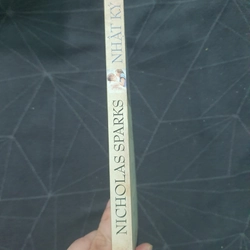 NICHOLAS SPARKS
NHẬT KÝ